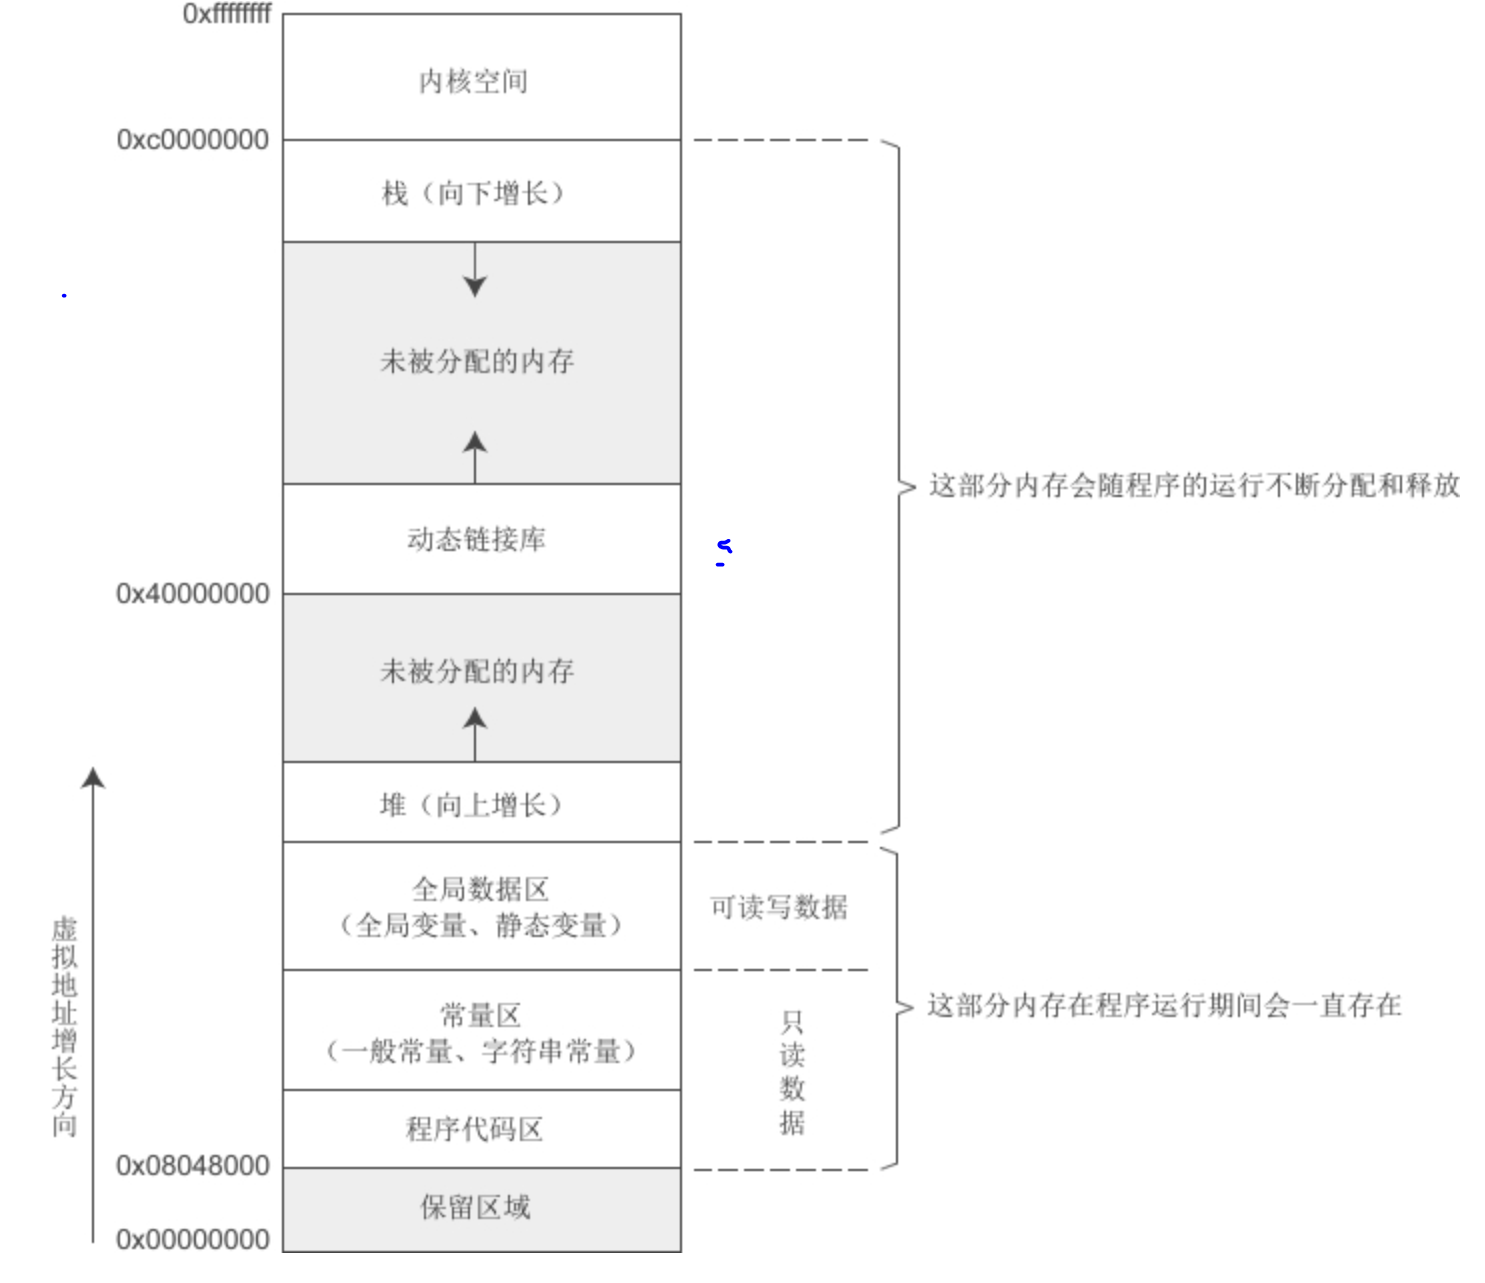 0xffffffff
内核空间
0xc0000000
栈（向下增长）
未被分配的内存
这部分内存会随程序的运行不断分配和释放
动态链接库
0x40000000
未被分配的内存
堆（向上增长）
全局数据区
（全局变量、静态变量）
可读写数据
常量区
（一般常量、字符串常量）
只读数据
这部分内存在程序运行期间会一直存在
程序代码区
虚拟地址增长方向
0x08048000
保留区域
0x00000000